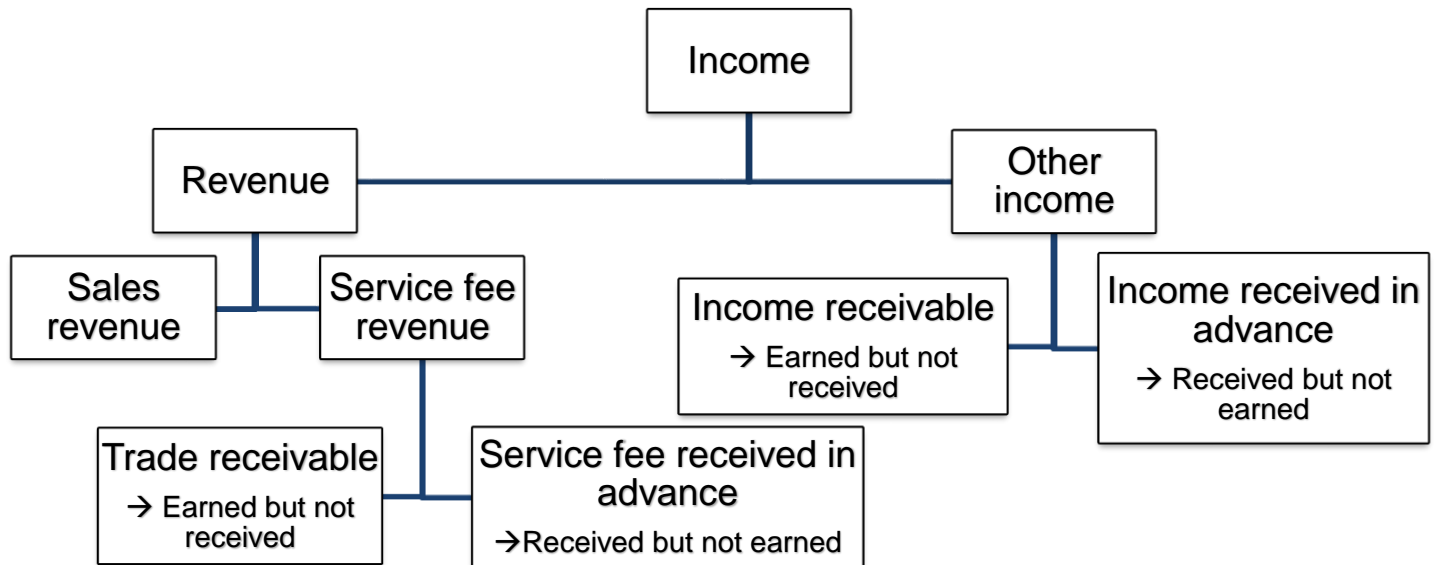 Income
Revenue
Other
income
Sales
revenue
Service fee
revenue
Income receivable
→ Earned but not
received
Income received in
advance
→ Received but not
earned
Trade receivable
→ Earned but not
received
Service fee received in
advance
→Received but not earned